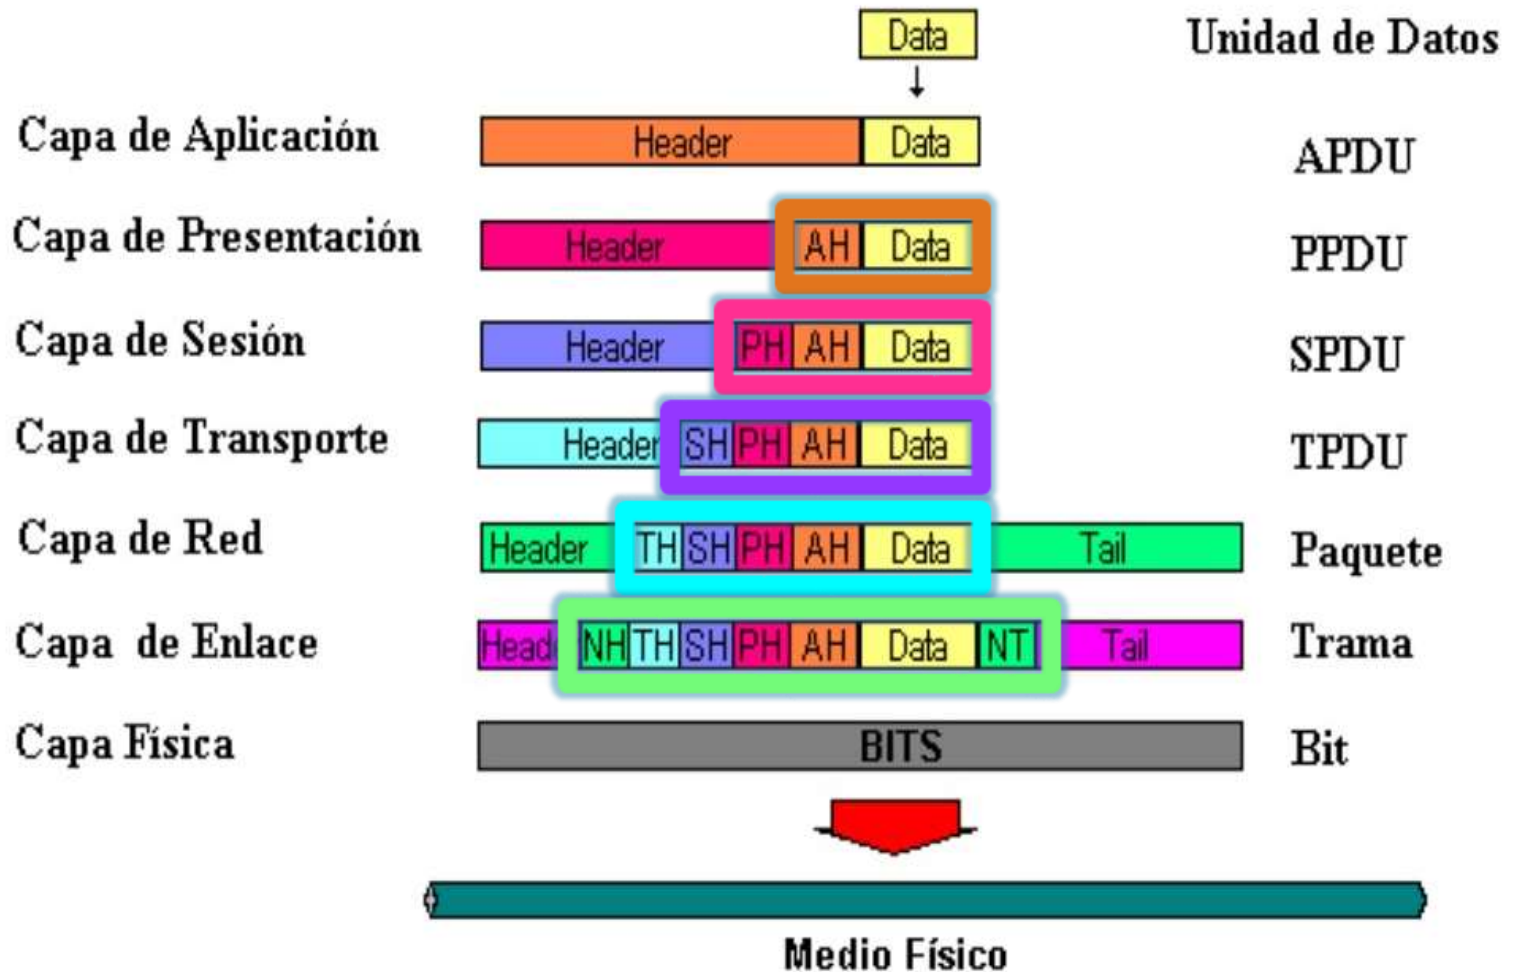 Data Unidad de Datos
Capa de Aplicación Header Data APDU
Capa de Presentación Header AH Data PPDU
Capa de Sesión Header PH AH Data SPDU
Capa de Transporte Header SH PH AH Data TPDU
Capa de Red Header TH SH PH AH Data Tail Paquete
Capa de Enlace Head NH TH SH PH AH Data NT Tail Trama
Capa Física BITS Bit
Medio Físico